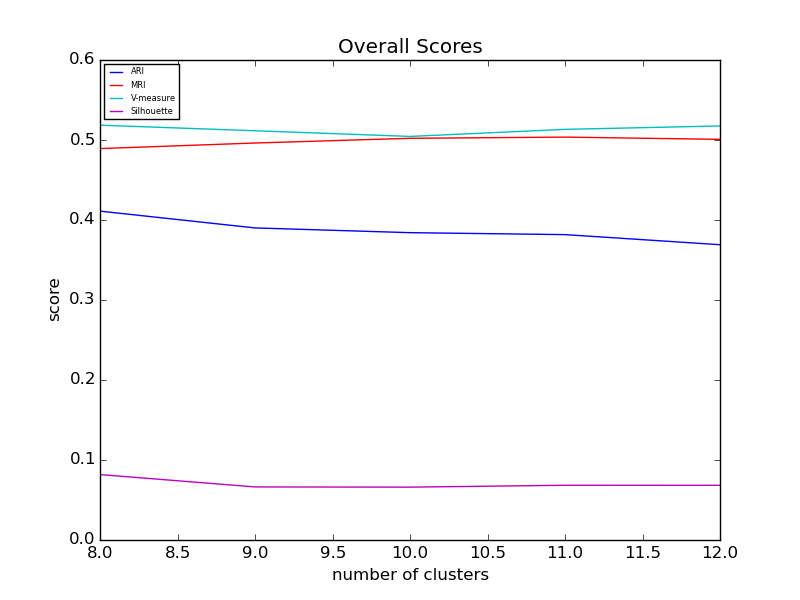 Overall Scores
0.6
ARI
MRI
V-measure
Silhouette
0.5
0.4
0.3
score
0.2
0.1
0.0
8.0 8.5 9.0 9.5 10.0 10.5 11.0 11.5 12.0
number of clusters